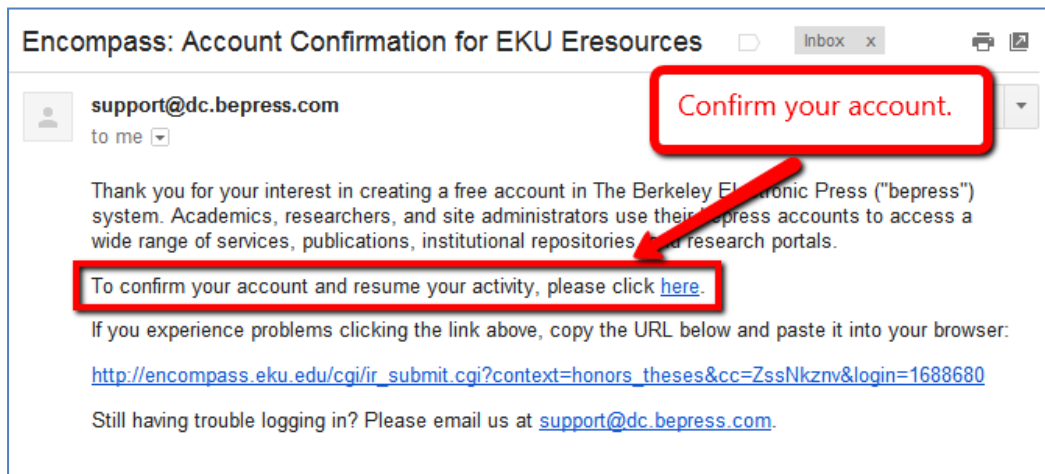 Encompass: Account Confirmation for EKU Eresources
Inbox x
support@dc.bepress.com
Confirm your account.
to me
Thank you for your interest in creating a free account in The Berkeley Electronic Press ("bepress")
system. Academics, researchers, and site administrators use their bepress accounts to access a
wide range of services, publications, institutional repositories, and research portals.
To confirm your account and resume your activity, please click here.
If you experience problems clicking the link above, copy the URL below and paste it into your browser:
http://encompass.eku.edu/cgi/ir_submit.cgi?context=honors_theses&cc=ZssNkznv&login=1688680
Still having trouble logging in? Please email us at support@dc.bepress.com.